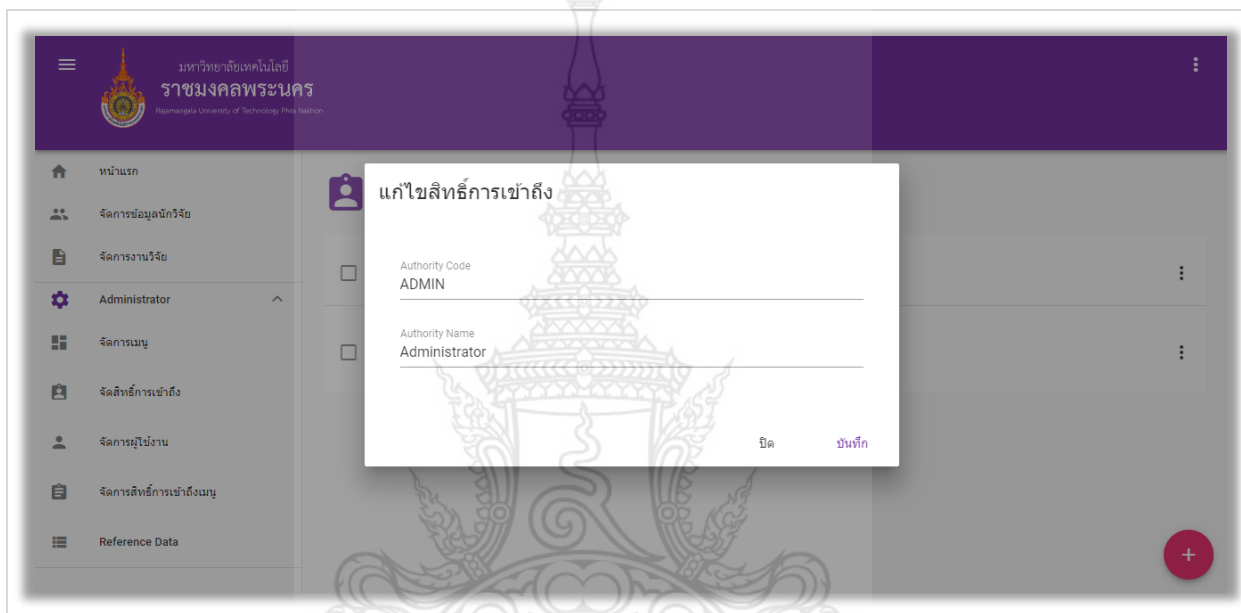 มหาวิทยาลัยเทคโนโลยี
ราชมงคลพระนคร
Rajamangala University of Technology Phra Nakhon
หน้าแรก
จัดการข้อมูลนักวิจัย
จัดการงานวิจัย
Administrator
จัดการเมนู
จัดสิทธิ์การเข้าถึง
จัดการผู้ใช้งาน
จัดการสิทธิ์การเข้าถึงเมนู
Reference Data
แก้ไขสิทธิ์การเข้าถึง
Authority Code
ADMIN
Authority Name
Administrator
ปิด
บันทึก